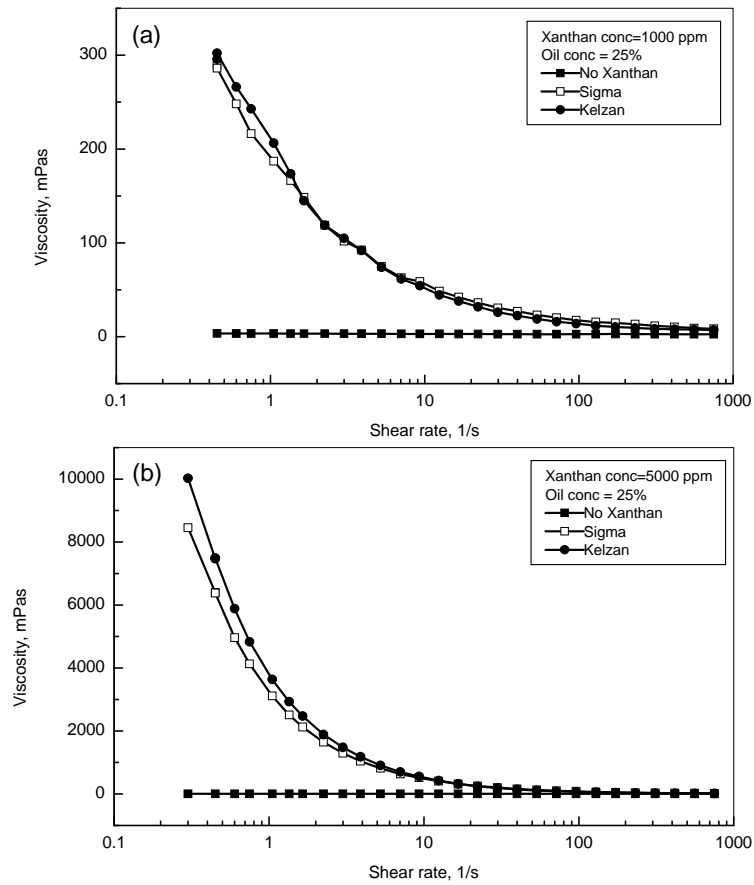 (a)
Xanthan conc=1000 ppm
Oil conc = 25%
No Xanthan
Sigma
Kelzan
300
200
100
0
Viscosity, mPas
0.1 1 10 100 1000
Shear rate, 1/s
(b)
Xanthan conc=5000 ppm
Oil conc = 25%
No Xanthan
Sigma
Kelzan
10000
8000
6000
4000
2000
0
Viscosity, mPas
0.1 1 10 100 1000
Shear rate, 1/s